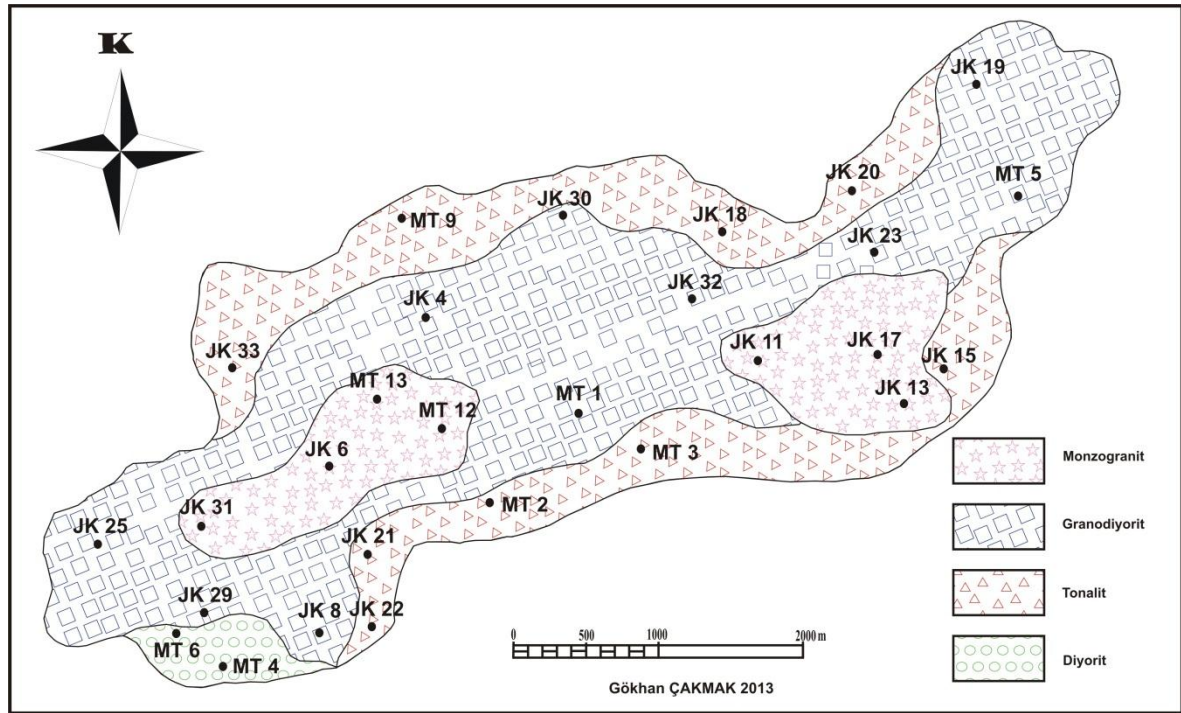 K
JK 19
JK 20
MT 5
JK 30
MT 9
JK 18
JK 23
JK 32
JK 4
JK 33
JK 11
JK 17
JK 15
MT 13
JK 13
MT 1
MT 12
JK 6
MT 3
Monzogranit
MT 2
JK 31
JK 25
Granodiyorit
JK 21
JK 29
JK 8
JK 22
Tonalit
MT 6
MT 4
0 500 1000 2000 m
Diyorit
Gökhan ÇAKMAK 2013